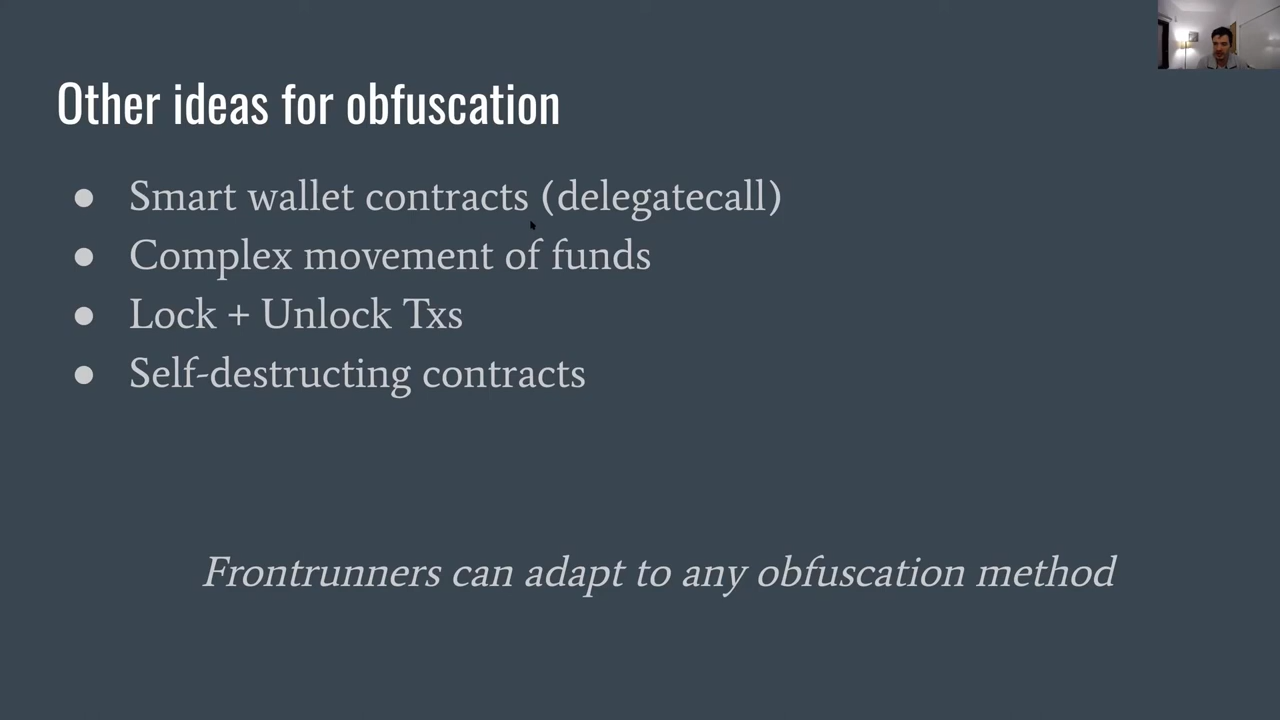 Other ideas for obfuscation
● Smart wallet contracts (delegatecall)
● Complex movement of funds
● Lock + Unlock Txs
● Self-destructing contracts
Frontrunners can adapt to any obfuscation method